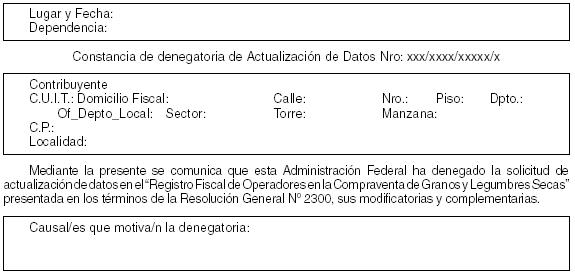 Lugar y Fecha:
Dependencia:
Constancia de denegatoria de Actualización de Datos Nro: xxx/xxxx/xxxxx/x
Contribuyente
C.U.I.T.: Domicilio Fiscal: Calle: Nro.: Piso: Dpto.:
Of_Depto_Local: Sector: Torre: Manzana:
C.P.:
Localidad:
Mediante la presente se comunica que esta Administración Federal ha denegado la solicitud de
actualización de datos en el “Registro Fiscal de Operadores en la Compraventa de Granos y Legumbres Secas”
presentada en los términos de la Resolución General Nº 2300, sus modificatorias y complementarias.
Causal/es que motiva/n la denegatoria: